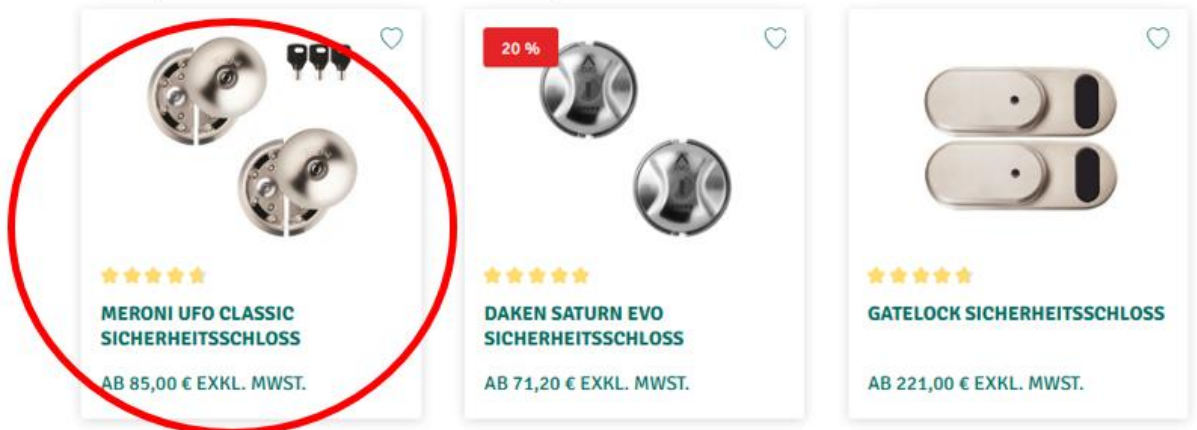 20 %
MERONI UFO CLASSIC
SICHERHEITSSCHLOSS
AB 85,00 € EXKL. MWST.
DAKEN SATURN EVO
SICHERHEITSSCHLOSS
AB 71,20 € EXKL. MWST.
GATELOCK SICHERHEITSSCHLOSS
AB 221,00 € EXKL. MWST.